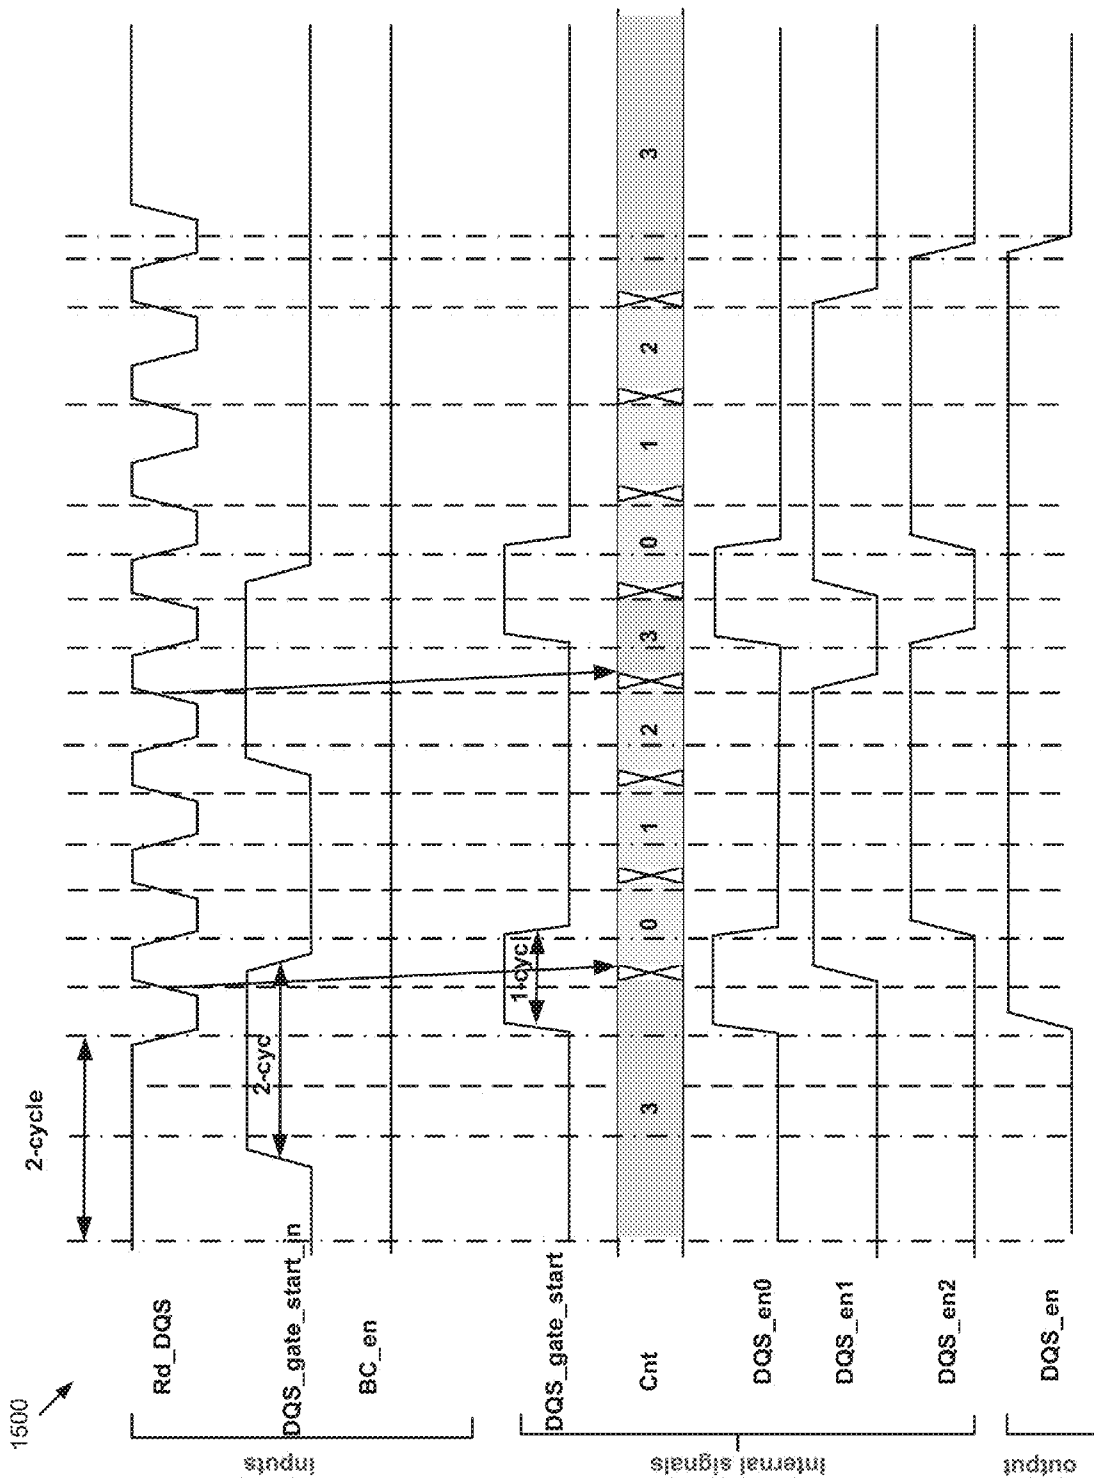 1500
2-cycle
inputs
Rd_DQS
DQS_gate_start_in
2-cyc
BC_en
internal signals
DQS_gate_start
1-cyc
Cnt
3
0
1
2
3
0
1
2
3
DQS_en0
DQS_en1
DQS_en2
output
DQS_en